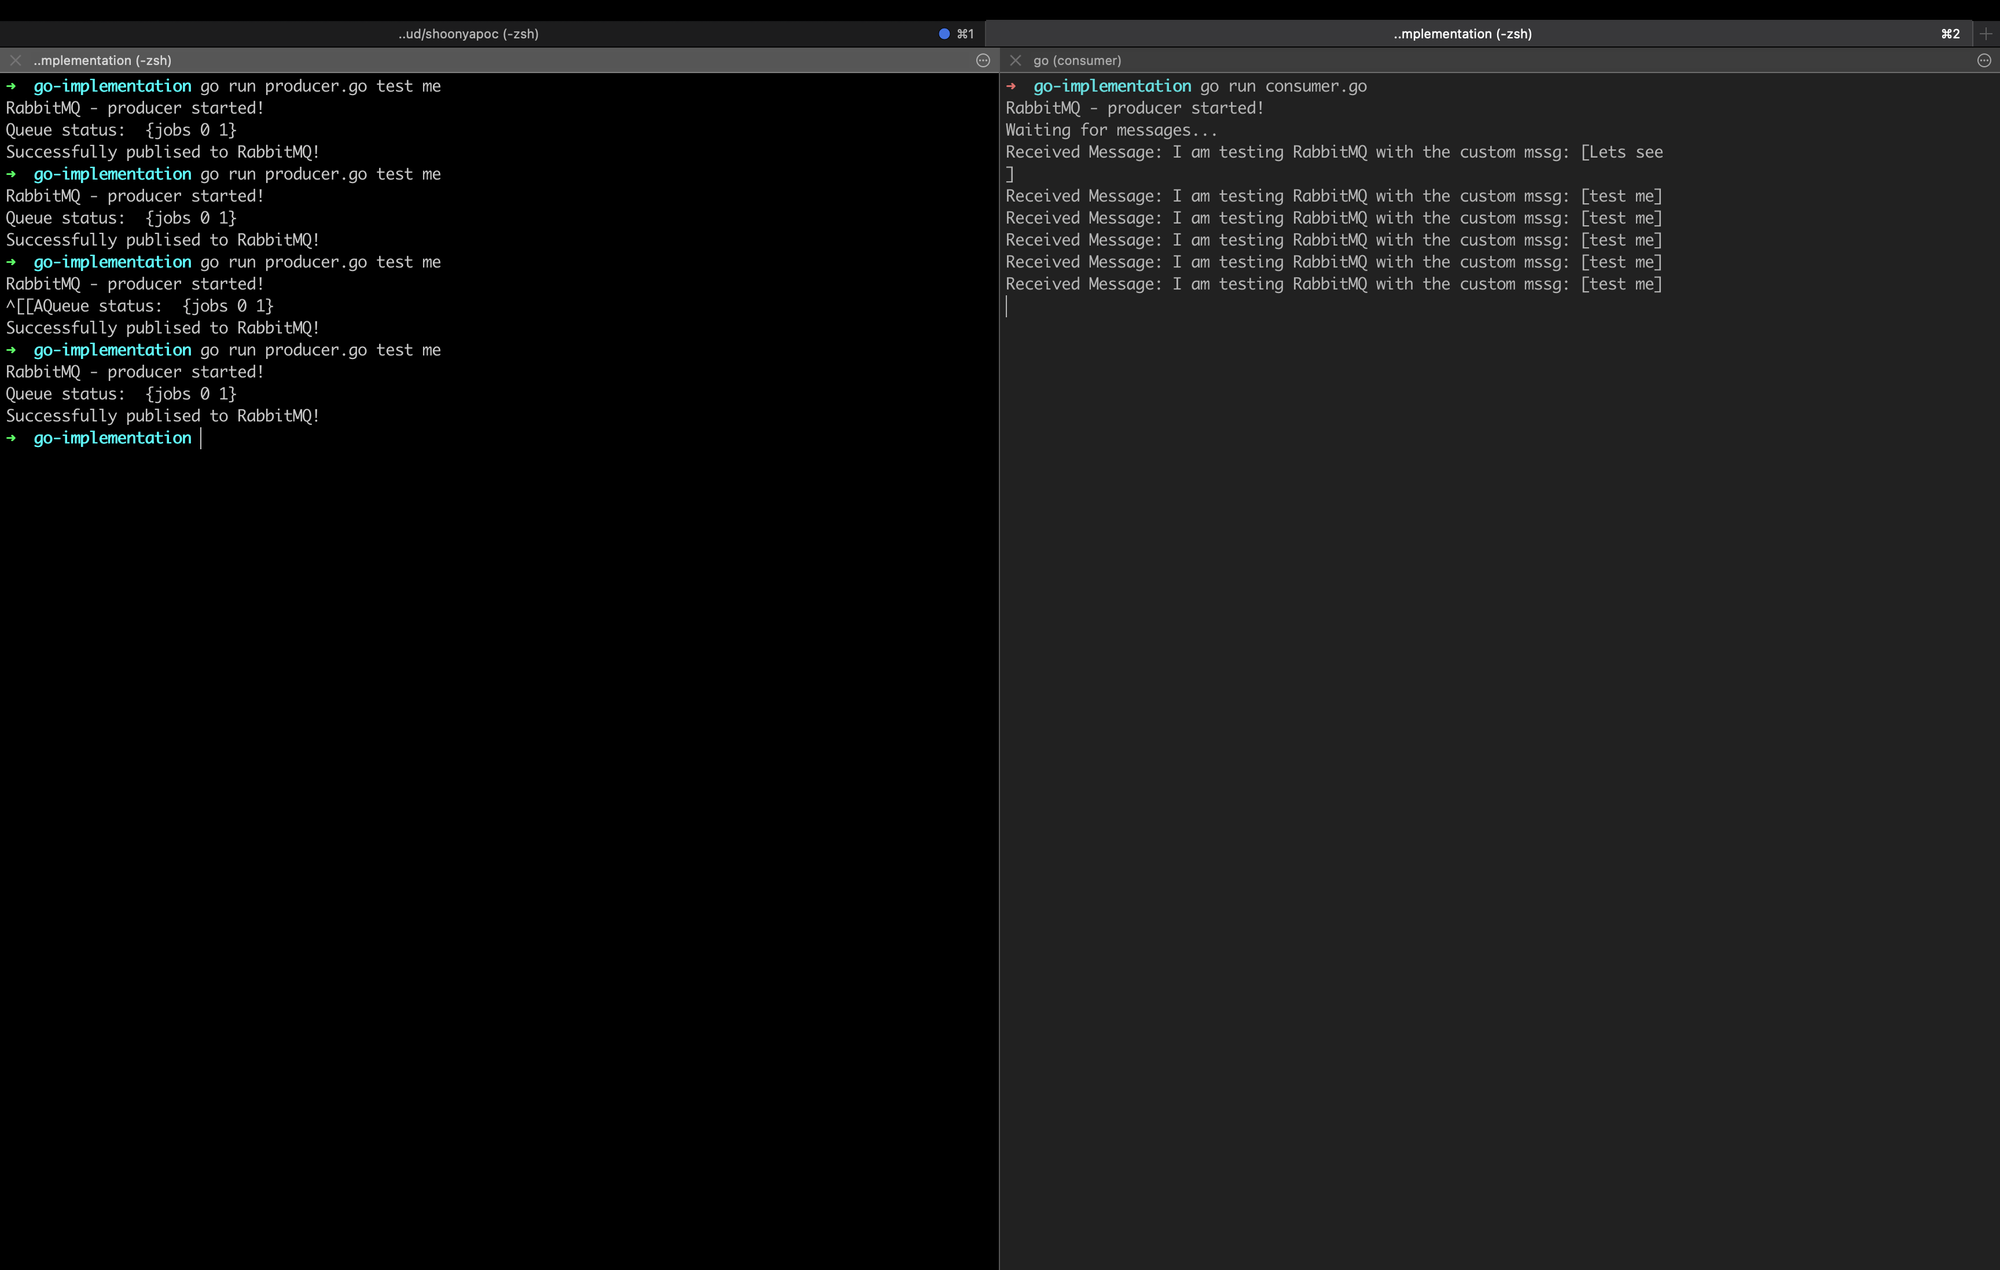 ..ud/shoonyapoc (-zsh) ⌘1 ..mplementation (-zsh) ⌘2
..mplementation (-zsh)
➜ go-implementation go run producer.go test me
RabbitMQ - producer started!
Queue status:  {jobs 0 1}
Successfully publised to RabbitMQ!
➜ go-implementation go run producer.go test me
RabbitMQ - producer started!
Queue status:  {jobs 0 1}
Successfully publised to RabbitMQ!
➜ go-implementation go run producer.go test me
RabbitMQ - producer started!
^[[AQueue status:  {jobs 0 1}
Successfully publised to RabbitMQ!
➜ go-implementation go run producer.go test me
RabbitMQ - producer started!
Queue status:  {jobs 0 1}
Successfully publised to RabbitMQ!
➜ go-implementation
go (consumer)
➜ go-implementation go run consumer.go
RabbitMQ - producer started!
Waiting for messages...
Received Message: I am testing RabbitMQ with the custom mssg: [Lets see
]
Received Message: I am testing RabbitMQ with the custom mssg: [test me]
Received Message: I am testing RabbitMQ with the custom mssg: [test me]
Received Message: I am testing RabbitMQ with the custom mssg: [test me]
Received Message: I am testing RabbitMQ with the custom mssg: [test me]
Received Message: I am testing RabbitMQ with the custom mssg: [test me]